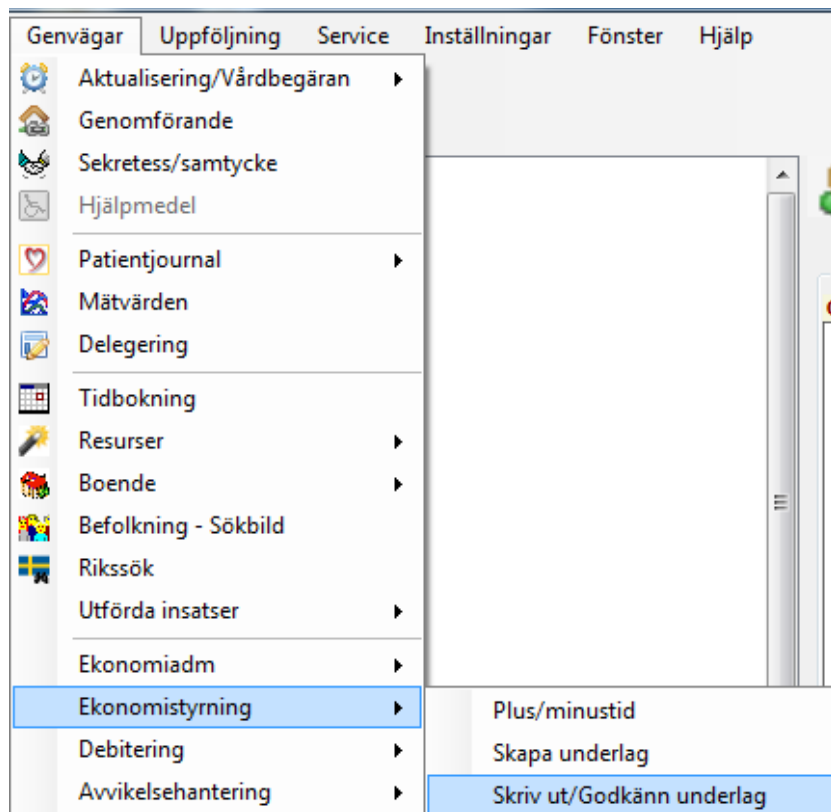 Genvägar Uppföljning Service Inställningar Fönster Hjälp
Aktualisering/Vårdbegäran
Genomförande
Sekretess/samtycke
Hjälpmedel
Patientjournal
Mätvärden
Delegering
Tidbokning
Resurser
Boende
Befolkning - Sökbild
Rikssök
Utförda insatser
Ekonomiadm
Ekonomistyrning
Debitering
Avvikelsehantering
Plus/minustid
Skapa underlag
Skriv ut/Godkänn underlag